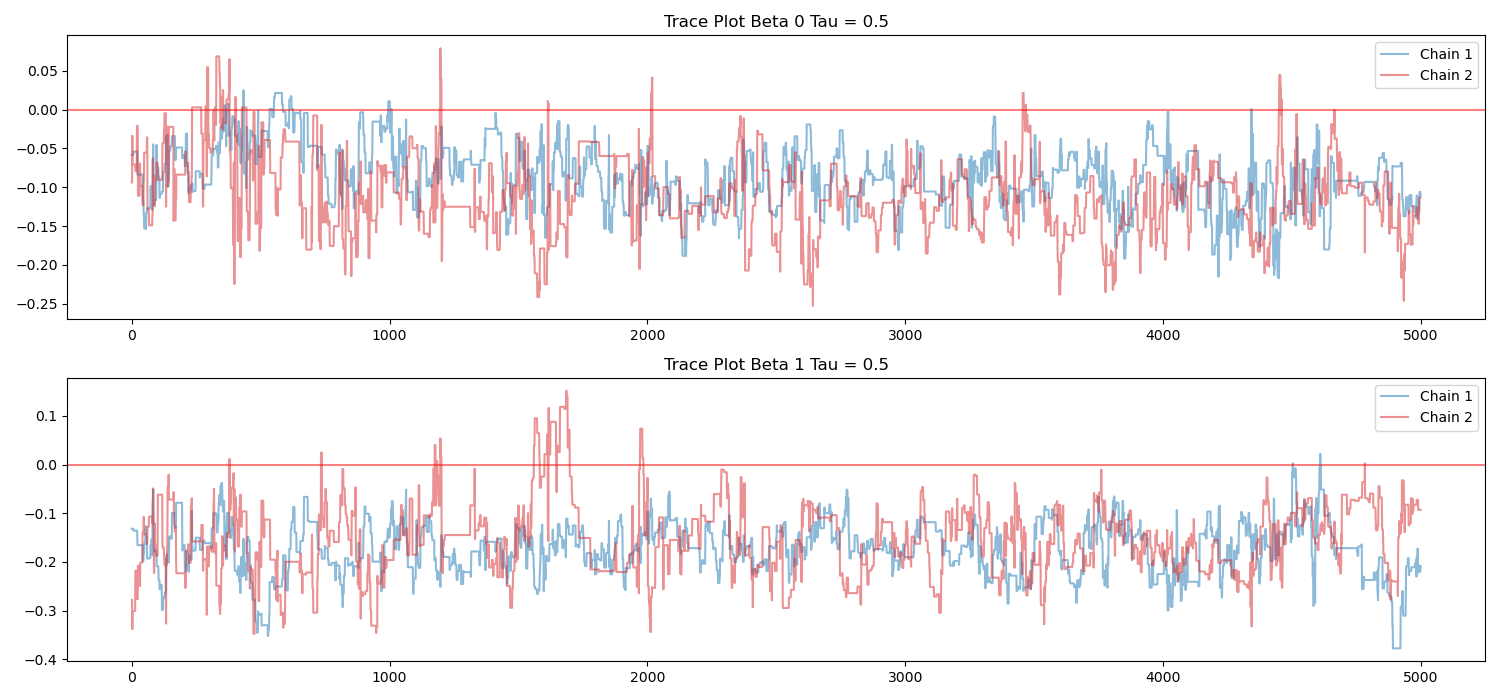 Trace Plot Beta 0 Tau = 0.5
Chain 1
Chain 2
0.05
0.00
−0.05
−0.10
−0.15
−0.20
−0.25
0 1000 2000 3000 4000 5000
Trace Plot Beta 1 Tau = 0.5
Chain 1
Chain 2
0.1
0.0
−0.1
−0.2
−0.3
−0.4
0 1000 2000 3000 4000 5000